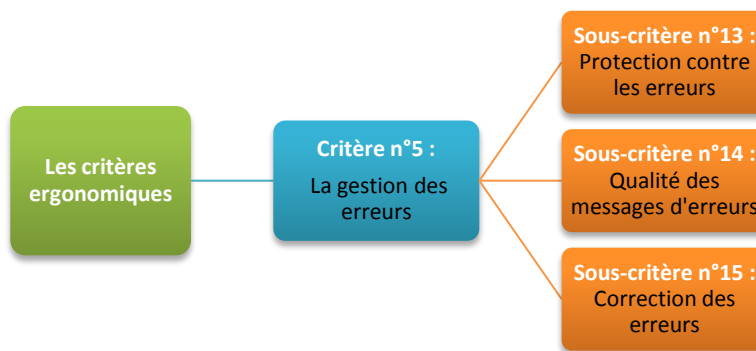 Les critères
ergonomiques
Critère n°5 :
La gestion des
erreurs
Sous-critère n°13 :
Protection contre
les erreurs
Sous-critère n°14 :
Qualité des
messages d'erreurs
Sous-critère n°15 :
Correction des
erreurs